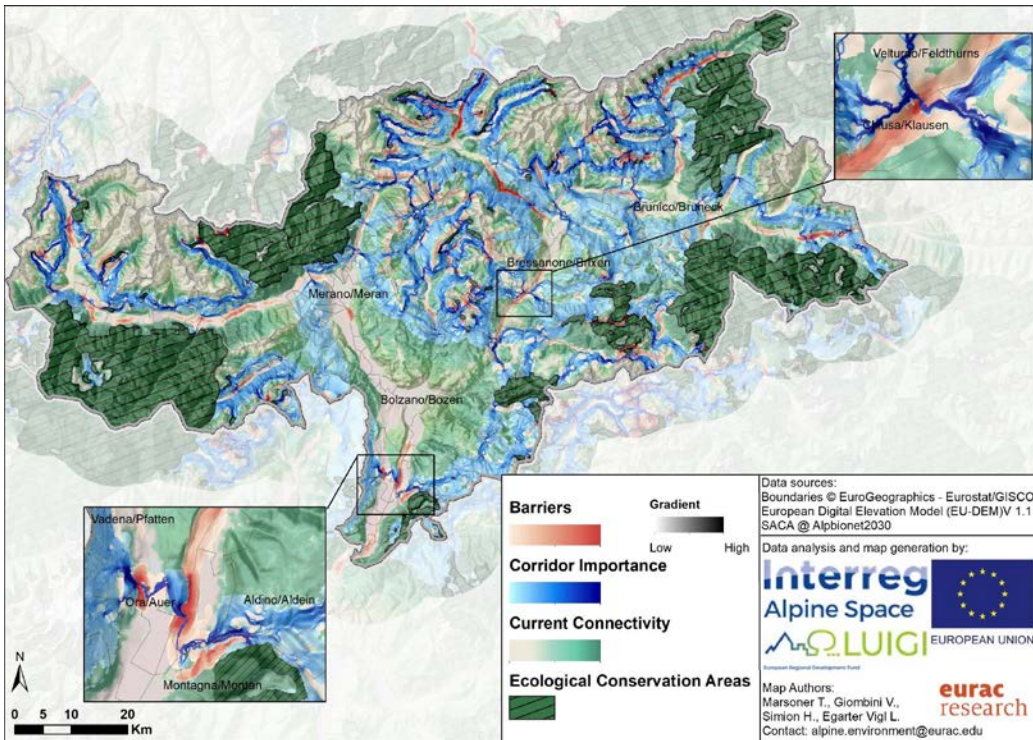 Velturno/Feldthurns
Chiusa/Klausen
Brunico/Bruneck
Bressanone/Brixen
Merano/Meran
Bolzano/Bozen
Vadena/Pfatten
Ora/Auer
Aldino/Aldein
Montagna/Montan
N
0 5 10 20
Km
Barriers
Gradient
Low High
Corridor Importance
Current Connectivity
Ecological Conservation Areas
Data sources:
Boundaries © EuroGeographics - Eurostat/GISCO
European Digital Elevation Model (EU-DEM)V 1.1
SACA @ Alpbionet2030
Data analysis and map generation by:
Interreg
Alpine Space
LUIGI
European Regional Development Fund
EUROPEAN UNION
Map Authors:
Marsoner T., Giombini V.,
Simion H., Egarter Vigl L.
Contact: alpine.environment@eurac.edu
eurac
research